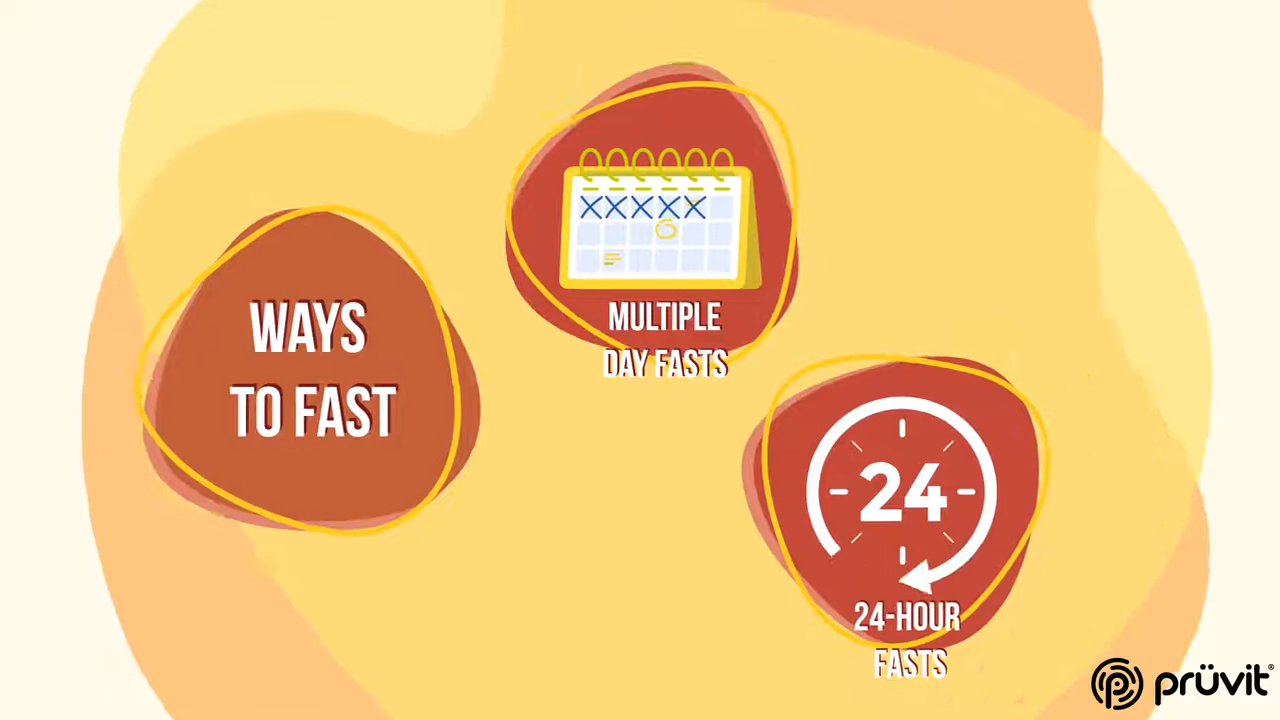 WAYS
TO FAST
MULTIPLE
DAY FASTS
24
24-HOUR
FASTS
prüvit®